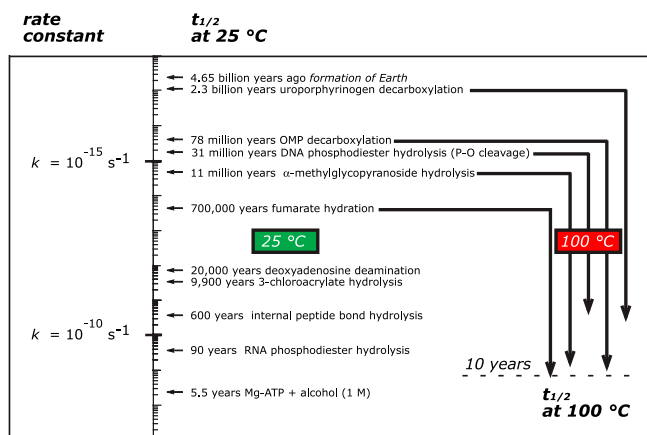 rate
constant
t1/2
at 25 °C
4.65 billion years ago formation of Earth
2.3 billion years uroporphyrinogen decarboxylation
78 million years OMP decarboxylation
31 million years DNA phosphodiester hydrolysis (P-O cleavage)
k = 10^-15 s^-1
11 million years α-methylglycopyranoside hydrolysis
700,000 years fumarate hydration
25 °C
100 °C
20,000 years deoxyadenosine deamination
9,900 years 3-chloroacrylate hydrolysis
600 years internal peptide bond hydrolysis
k = 10^-10 s^-1
90 years RNA phosphodiester hydrolysis
10 years
5.5 years Mg-ATP + alcohol (1 M)
t1/2
at 100 °C